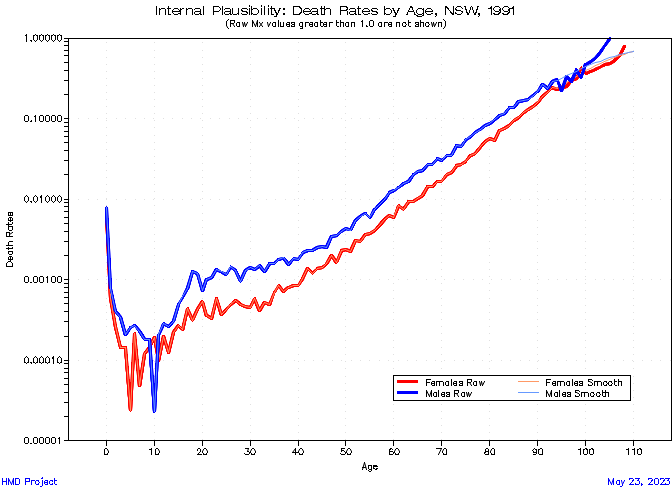 Internal Plausibility: Death Rates by Age, NSW, 1991
(Raw Mx values greater than 1.0 are not shown)
1.00000
0.10000
0.01000
0.00100
0.00010
0.00001
Death Rates
0 10 20 30 40 50 60 70 80 90 100 110
Age
Females Raw Females Smooth
Males Raw Males Smooth
HMD Project May 23, 2023